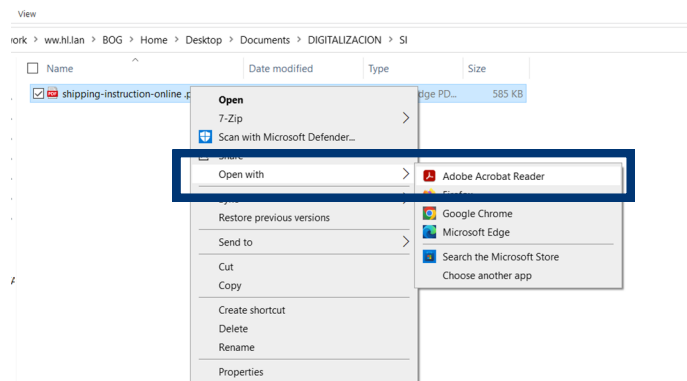 View
ork > ww.hl.lan > BOG > Home > Desktop > Documents > DIGITALIZACION > SI
Name Date modified Type Size
shipping-instruction-online .p dge PD... 585 KB
Open
7-Zip
Scan with Microsoft Defender...
Share
Open with
Adobe Acrobat Reader
Firefox
Sync
Google Chrome
Restore previous versions
Microsoft Edge
Send to
Search the Microsoft Store
Cut
Choose another app
Copy
Create shortcut
Delete
Rename
Properties